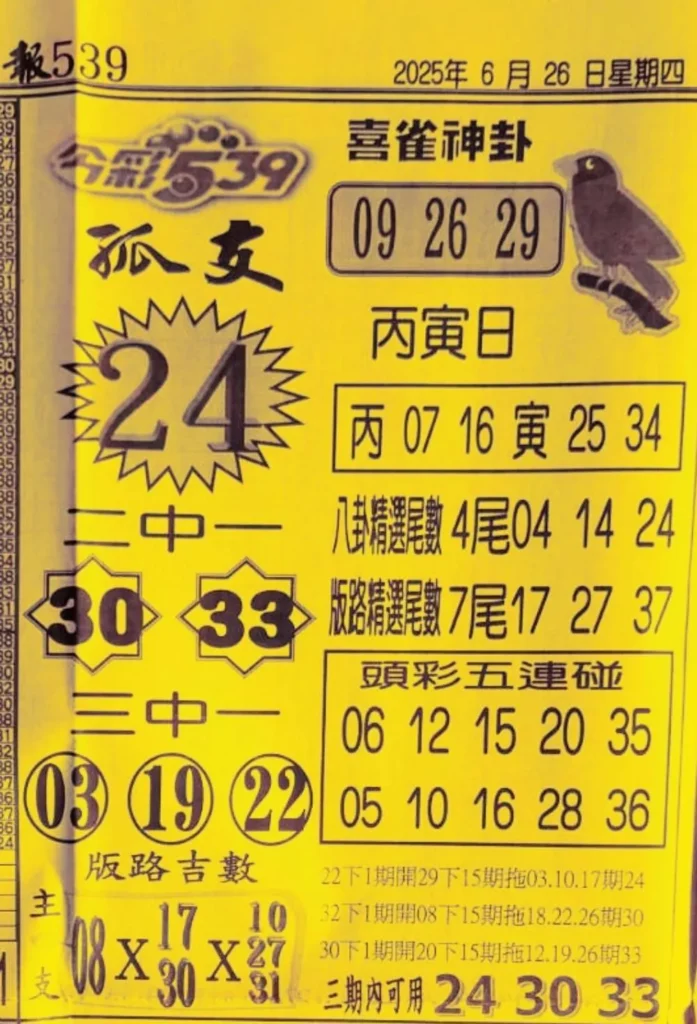 報539
2025年 6 月 26 日星期四
今彩539
孤支
24
二中一
30 33
三中一
03 19 22
版路吉數
主支
08 X 17 30 X 10 27 31
喜雀神卦
09 26 29
丙寅日
丙 07 16 寅 25 34
八卦精選尾數 4尾04 14 24
版路精選尾數 7尾17 27 37
頭彩五連碰
06 12 15 20 35
05 10 16 28 36
22下1期開29下15期拖03.10.17期24
32下1期開08下15期拖18.22.26期30
30下1期開20下15期拖12.19.26期33
三期內可用 24 30 33